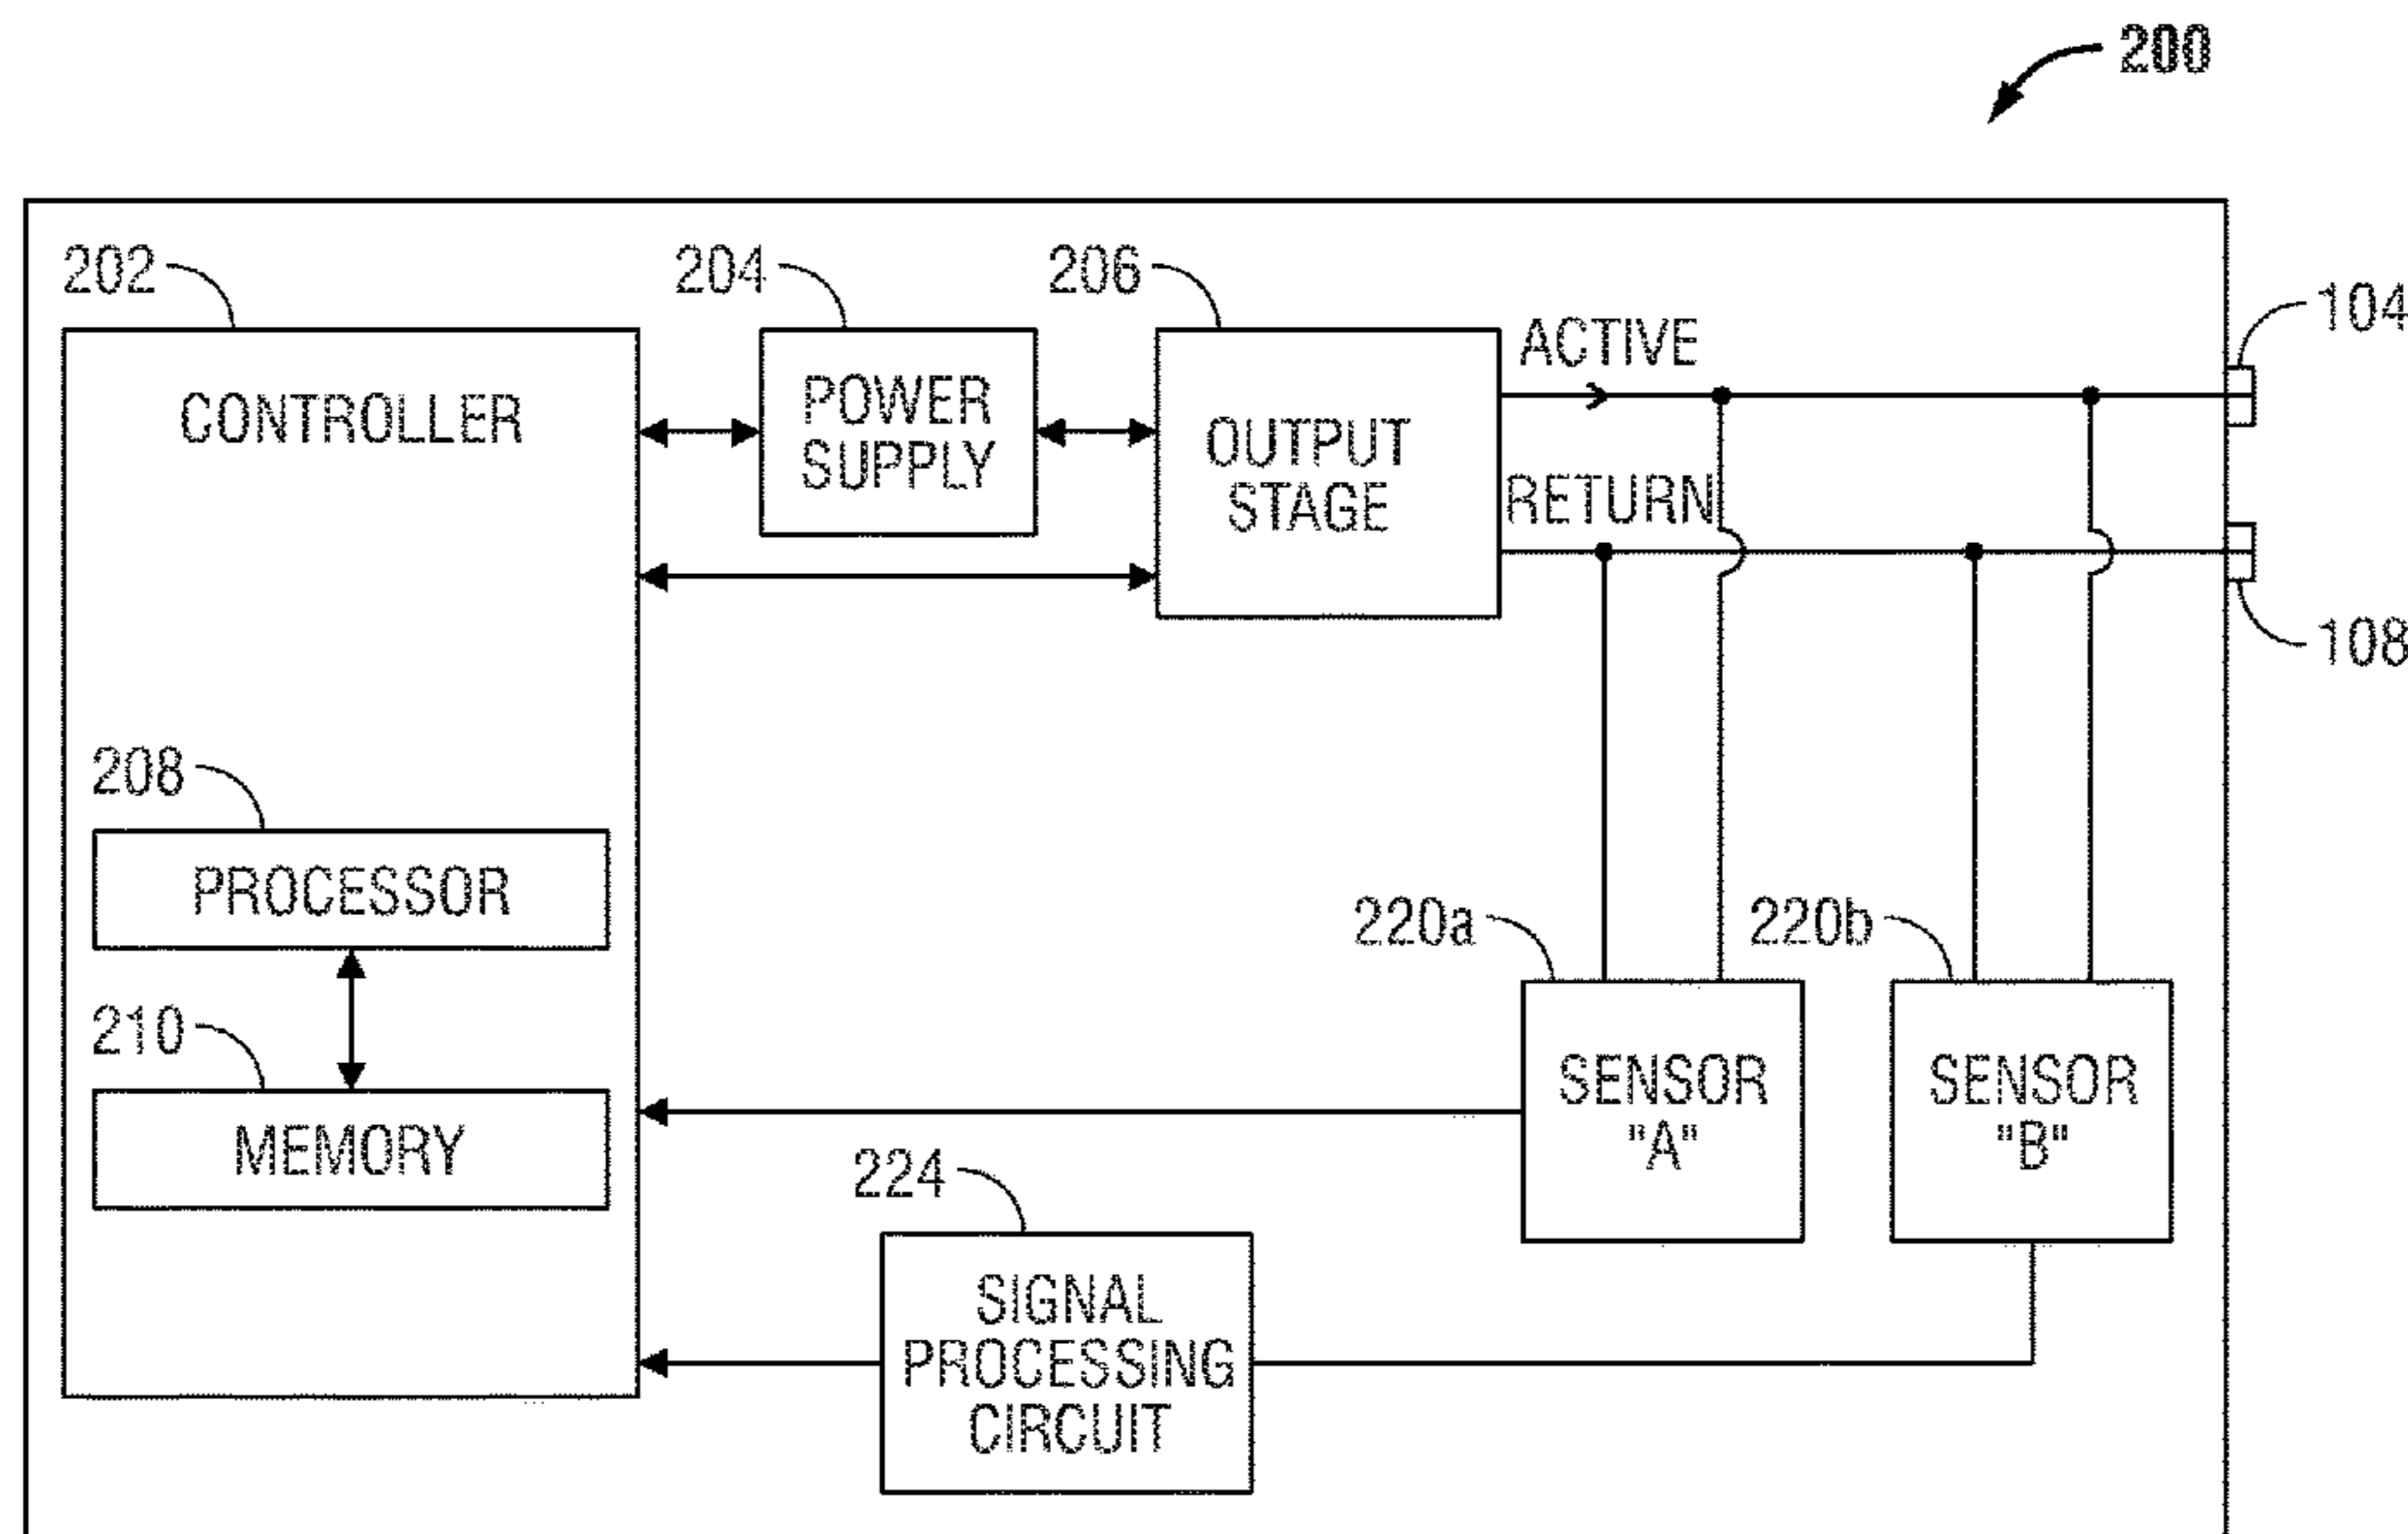 200
202
204
206
104
ACTIVE
CONTROLLER
POWER
SUPPLY
OUTPUT
STAGE
RETURN
108
208
PROCESSOR
220a
220b
210
MEMORY
SENSOR
"A"
SENSOR
"B"
224
SIGNAL
PROCESSING
CIRCUIT